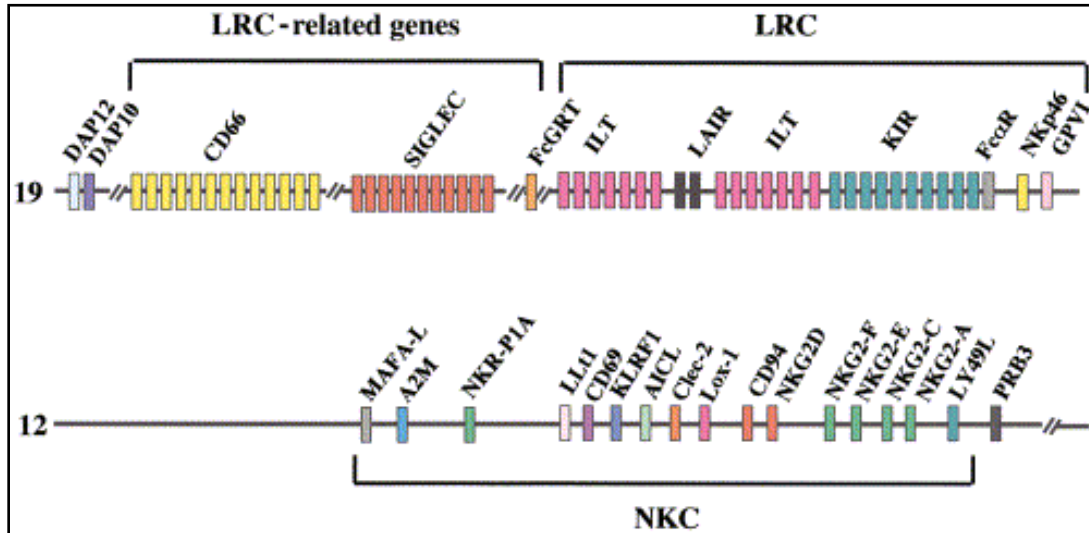 LRC-related genes
LRC
DAP12
DAP10
CD66
SIGLEC
FcGRT
ILT
LAIR
ILT
KIR
FcαR
NKp46
GPVI
19
MAFA-L
A2M
NKR-P1A
LLt1
CD69
KLRF1
AICL
Clec-2
Lox-1
CD94
NKG2D
NKG2-F
NKG2-E
NKG2-C
NKG2-A
LY49L
PRB3
12
NKC